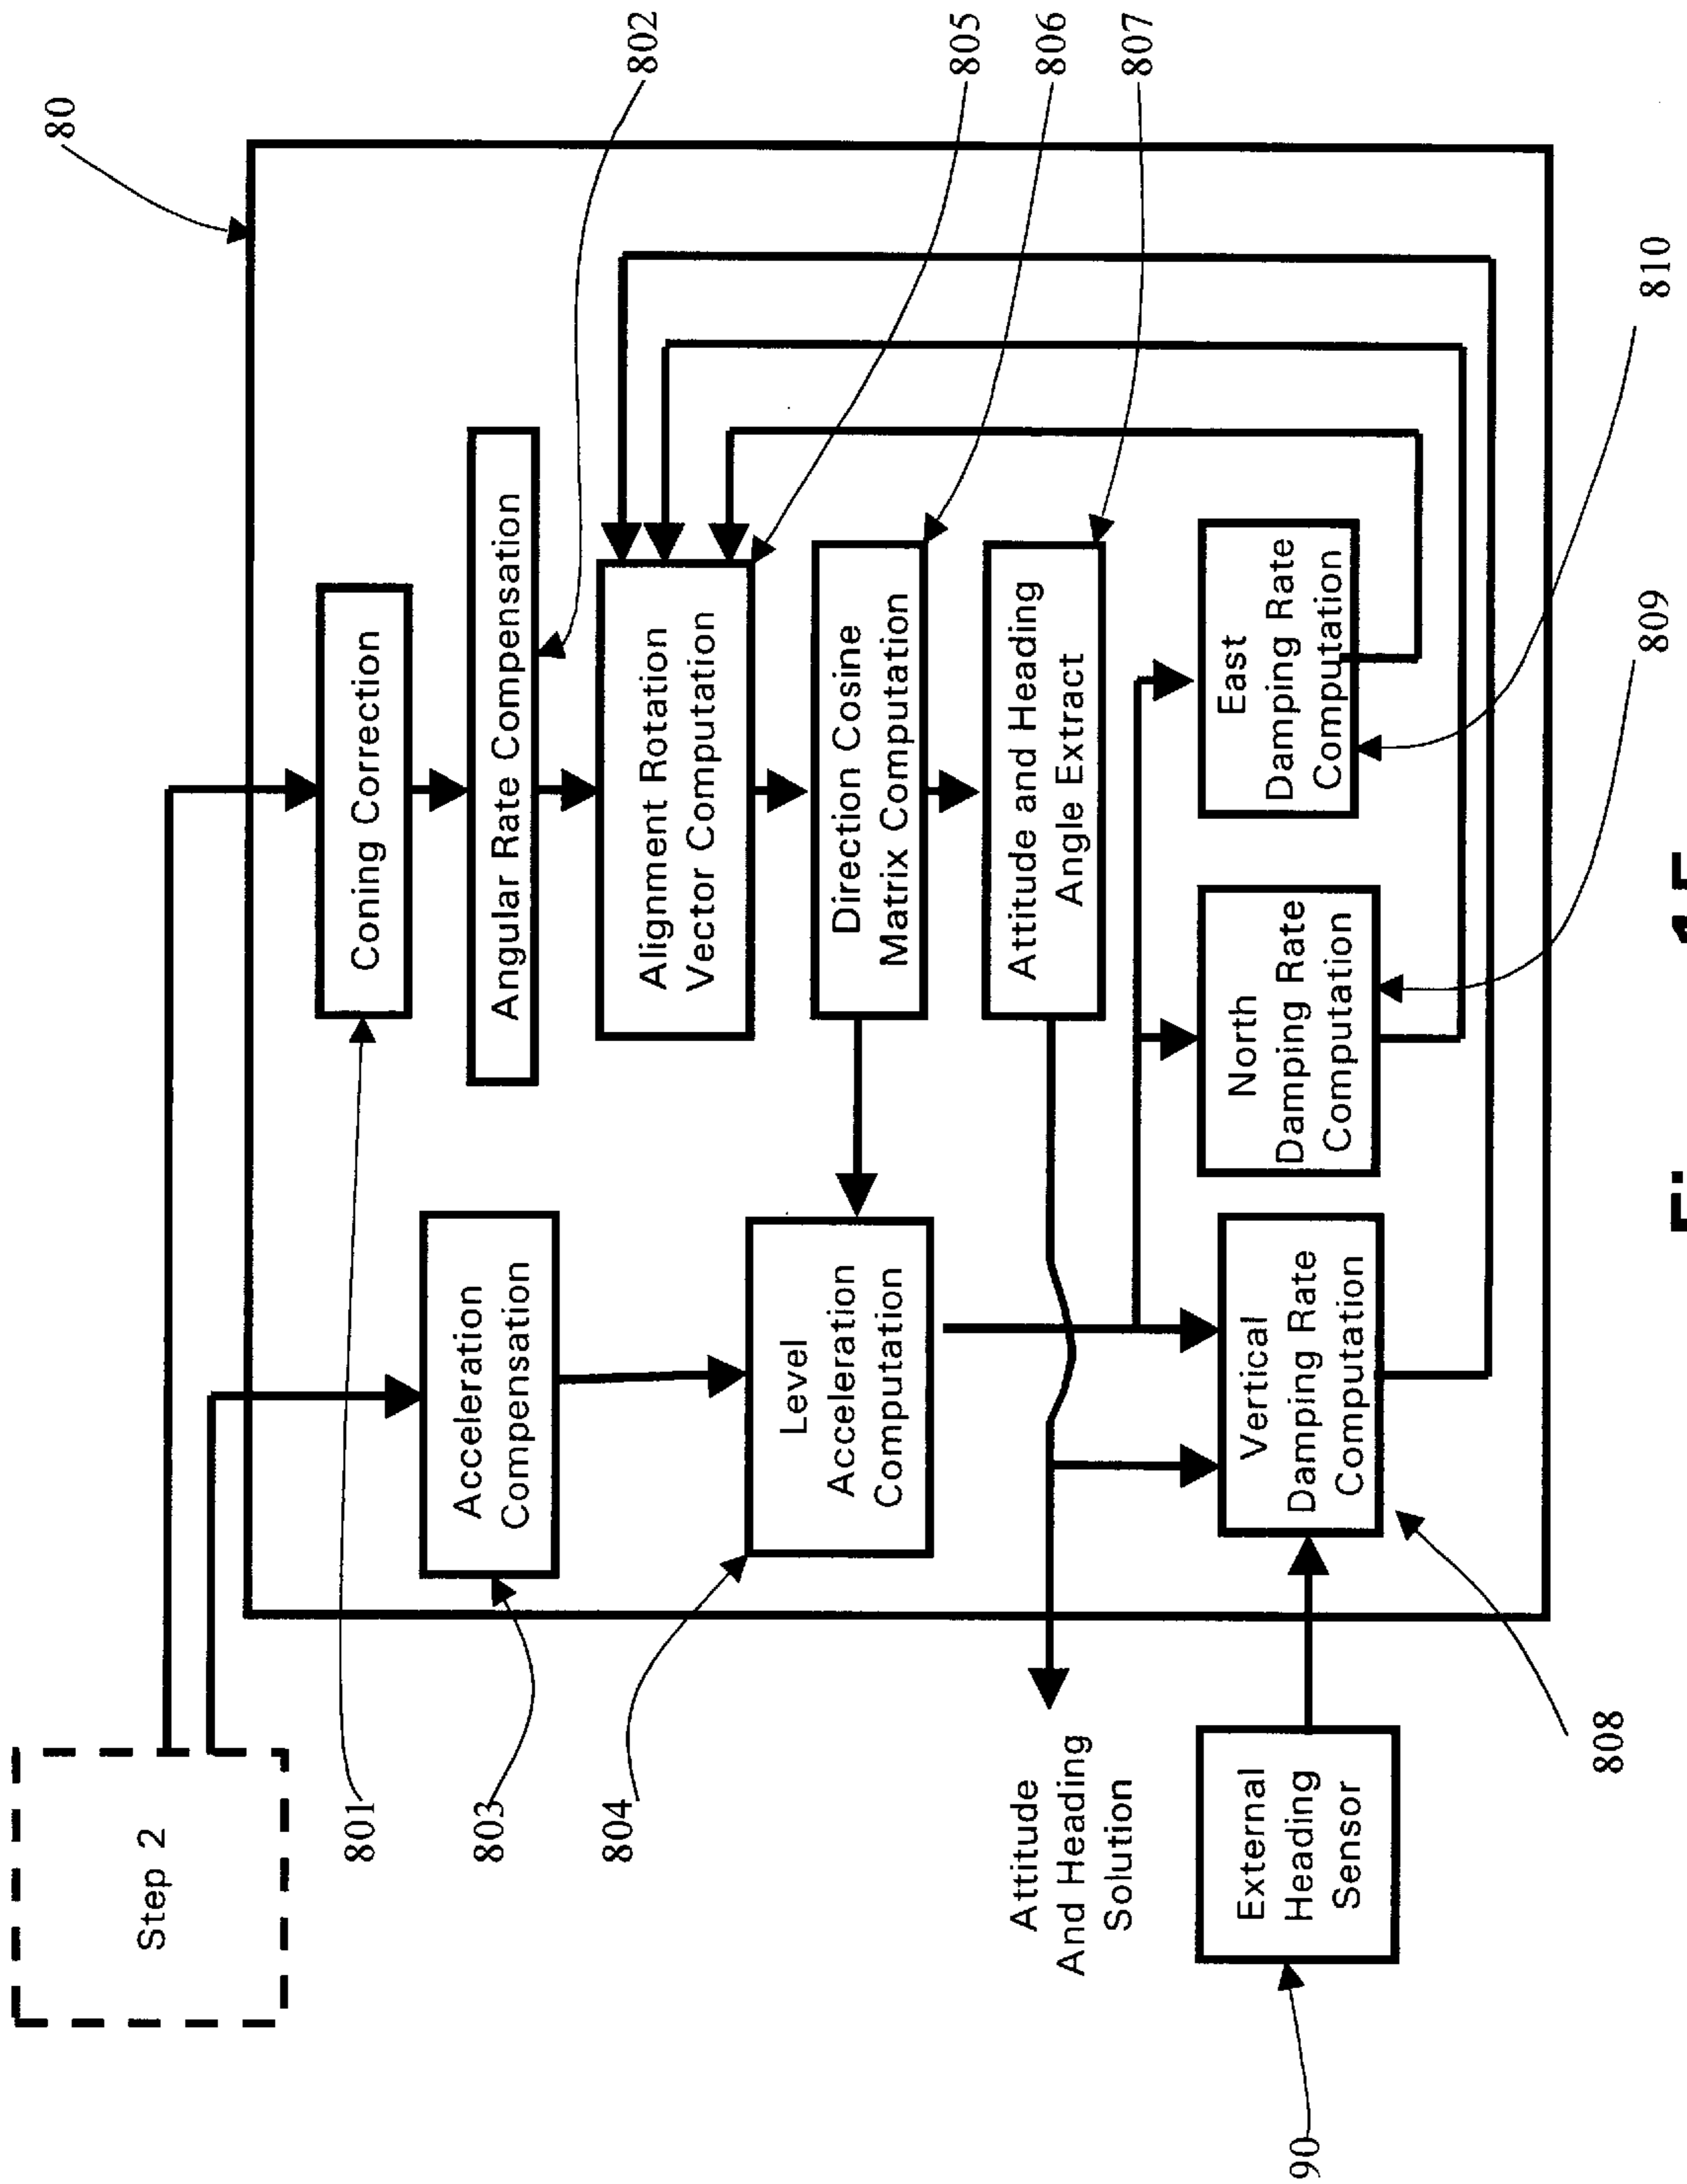 80
Step 2
802
805
806
807
Coning Correction
Angular Rate Compensation
Alignment Rotation
Vector Computation
Direction Cosine
Matrix Computation
Attitude and Heading
Angle Extract
Acceleration
Compensation
Level
Acceleration
Computation
Vertical
Damping Rate
Computation
North
Damping Rate
Computation
East
Damping Rate
Computation
801
803
804
Attitude
And Heading
Solution
External
Heading
Sensor
90
808
809
810